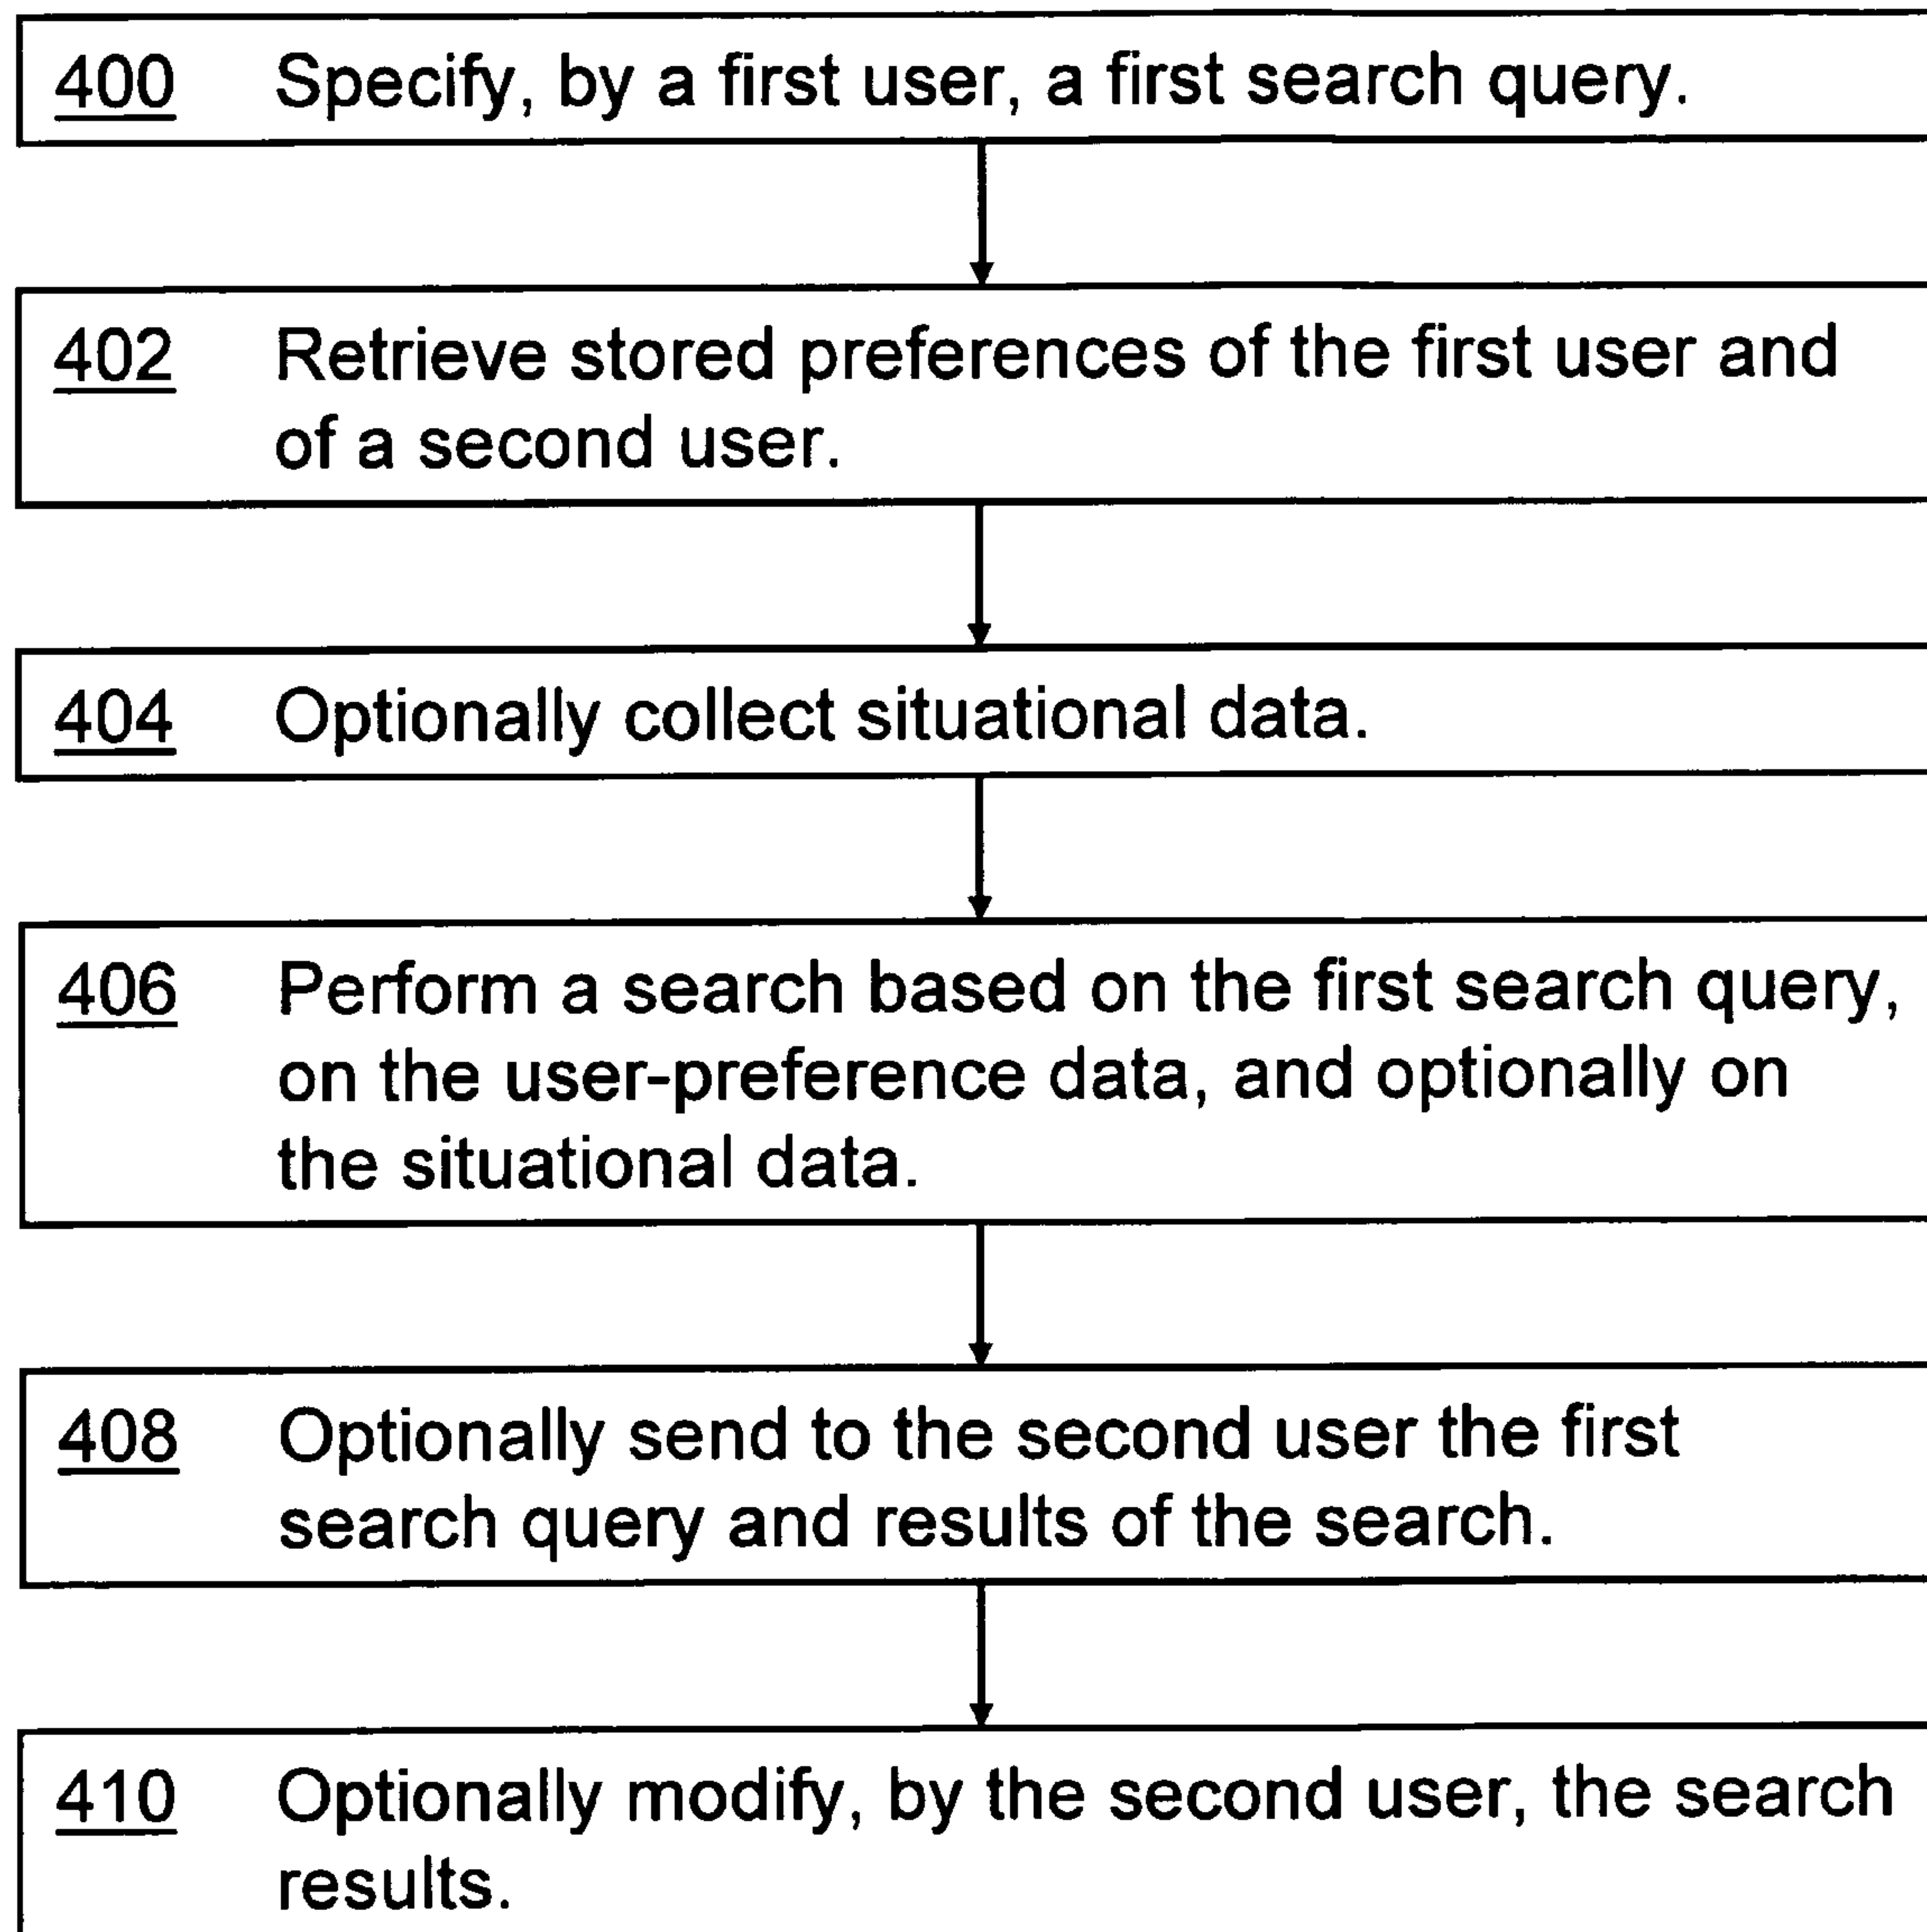 400 Specify, by a first user, a first search query.
402 Retrieve stored preferences of the first user and
of a second user.
404 Optionally collect situational data.
406 Perform a search based on the first search query,
on the user-preference data, and optionally on
the situational data.
408 Optionally send to the second user the first
search query and results of the search.
410 Optionally modify, by the second user, the search
results.